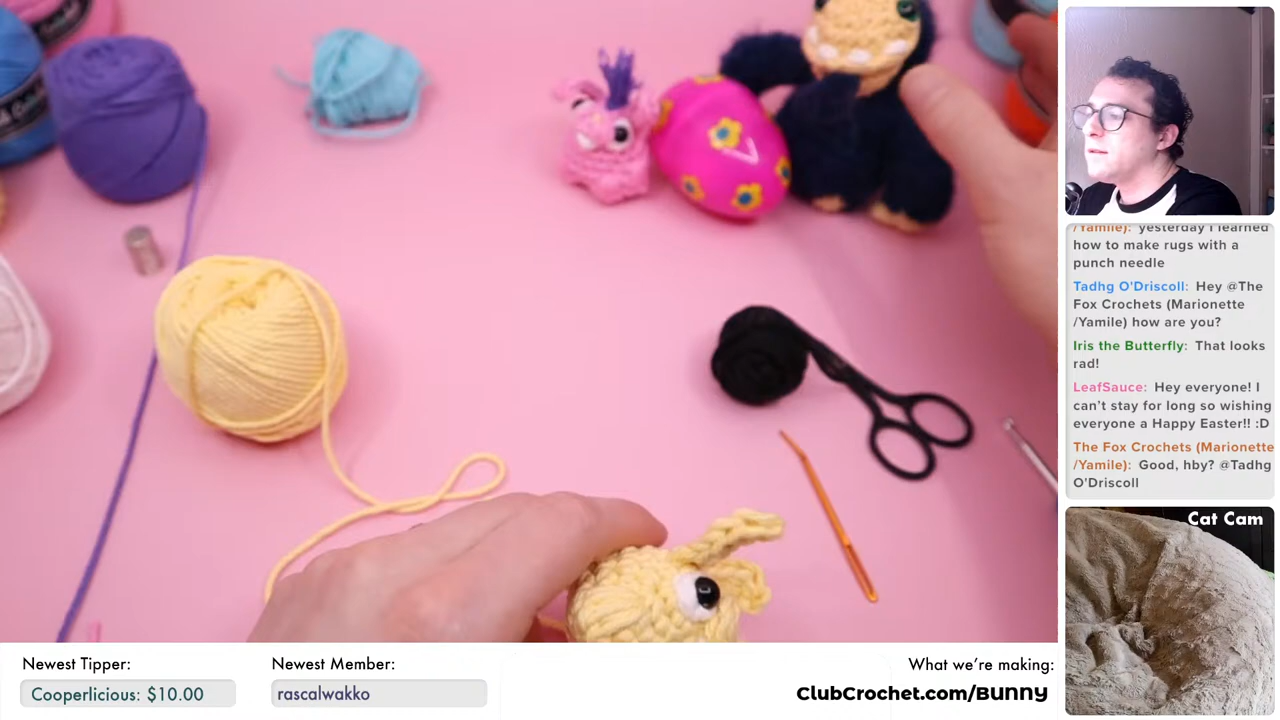 /Yamile): yesterday I learned
how to make rugs with a
punch needle
Tadhg O'Driscoll: Hey @The
Fox Crochets (Marionette
/Yamile) how are you?
Iris the Butterfly: That looks
rad!
LeafSauce: Hey everyone! I
can't stay for long so wishing
everyone a Happy Easter!! :D
The Fox Crochets (Marionette
/Yamile): Good, hby? @Tadhg
O'Driscoll
Cat Cam
Newest Tipper:
Cooperlicious: $10.00
Newest Member:
rascalwakko
What we're making:
ClubCrochet.com/BUNNY